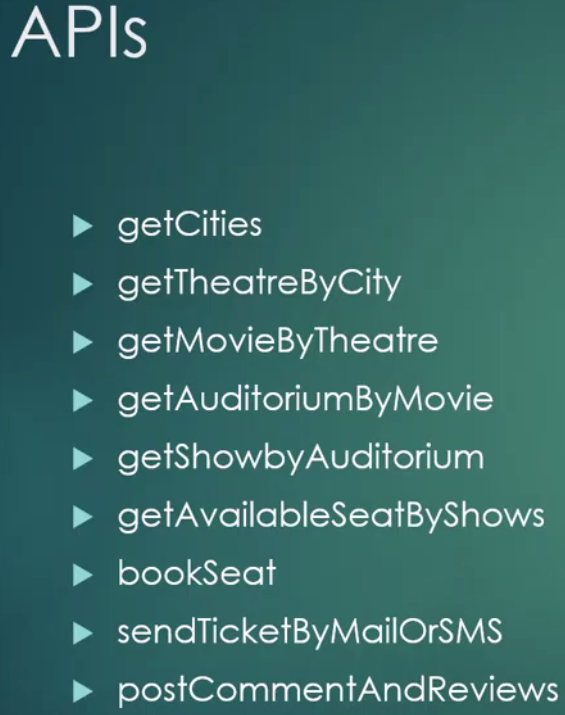 APIs
getCities
getTheatreByCity
getMovieByTheatre
getAuditoriumByMovie
getShowbyAuditorium
getAvailableSeatByShows
bookSeat
sendTicketByMailOrSMS
postCommentAndReviews